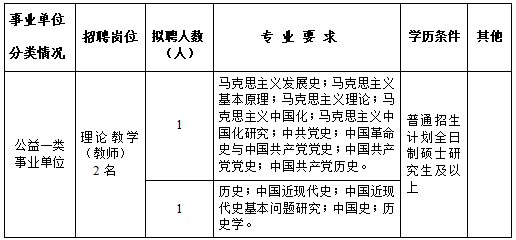 事业单位
分类情况
招聘岗位
拟聘人数
（人）
专 业 要 求
学历条件
其他
公益一类
事业单位
理论教学
（教师）
2 名
1
马克思主义发展史；马克思主义
基本原理；马克思主义理论；马
克思主义中国化；马克思主义中
国化研究；中共党史；中国革命
史与中国共产党党史；中国共产
党党史；中国共产党历史。
普通招生
计划全日
制硕士研
究生及以
上
1
历史；中国近现代史；中国近现
代史基本问题研究；中国史；历
史学。